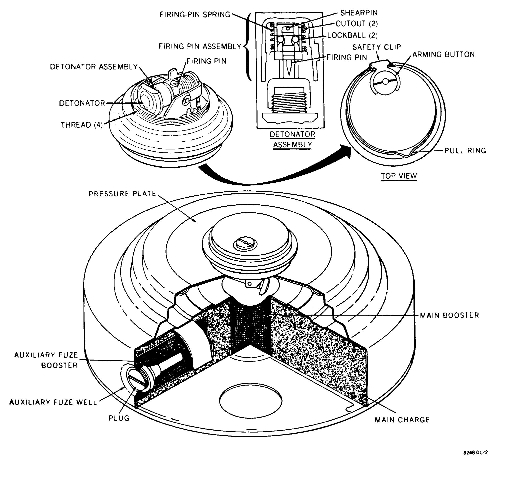 FIRING-PIN SPRING
SHEARPIN
CUTOUT (2)
LOCKBALL (2)
FIRING PIN ASSEMBLY
FIRING PIN
SAFETY CLIP
ARMING BUTTON
DETONATOR ASSEMBLY
FIRING PIN
DETONATOR
THREAD (4)
DETONATOR
ASSEMBLY
PULL RING
TOP VIEW
PRESSURE PLATE
MAIN BOOSTER
AUXILIARY FUZE
BOOSTER
AUXILIARY FUZE WELL
PLUG
MAIN CHARGE